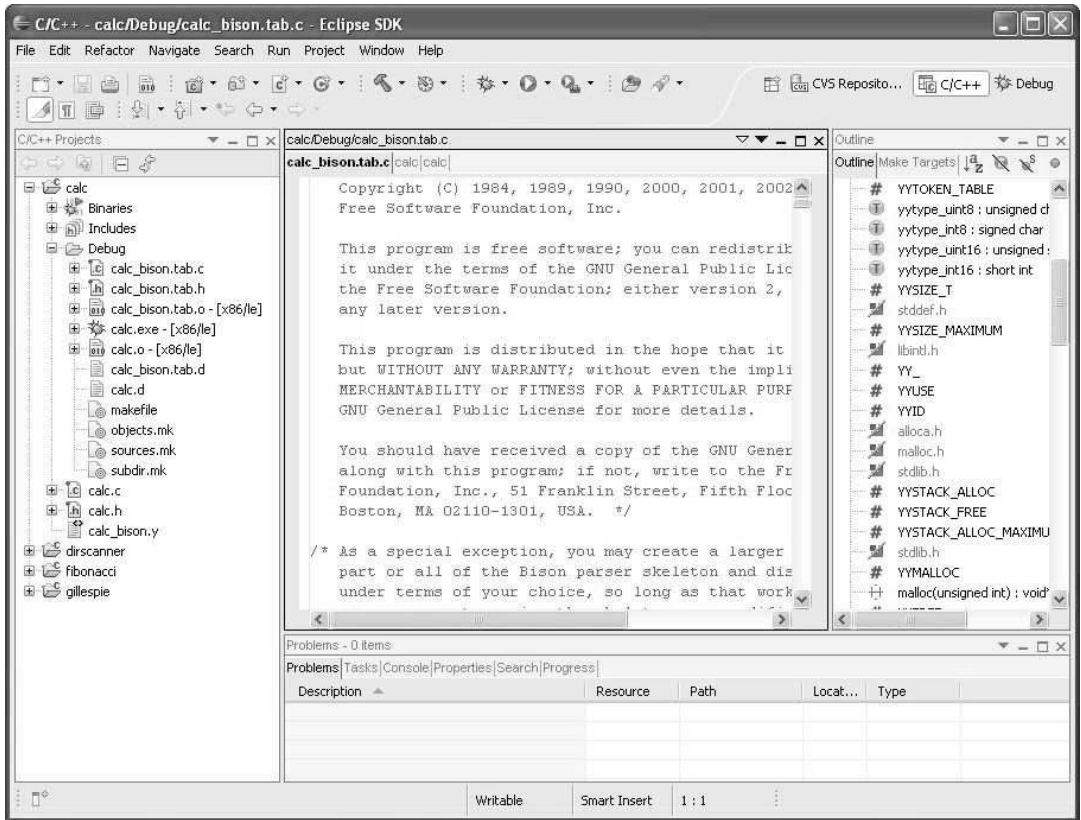 C/C++ - calc/Debug/calc_bison.tab.c - Eclipse SDK
File Edit Refactor Navigate Search Run Project Window Help
CVS Reposito... C/C++ Debug
C/C++ Projects
calc
Binaries
Includes
Debug
calc_bison.tab.c
calc_bison.tab.h
calc_bison.tab.o - [x86/le]
calc.exe - [x86/le]
calc.o - [x86/le]
calc_bison.tab.d
calc.d
makefile
objects.mk
sources.mk
subdir.mk
calc.c
calc.h
calc_bison.y
dirscanner
fibonacci
gillespie
calc/Debug/calc_bison.tab.c
calc_bison.tab.c calc calc
Copyright (C) 1984, 1989, 1990, 2000, 2001, 2002
Free Software Foundation, Inc.
This program is free software; you can redistrib
it under the terms of the GNU General Public Lic
the Free Software Foundation; either version 2,
any later version.
This program is distributed in the hope that it
but WITHOUT ANY WARRANTY; without even the impli
MERCHANTABILITY or FITNESS FOR A PARTICULAR PURP
GNU General Public License for more details.
You should have received a copy of the GNU Gener
along with this program; if not, write to the Fr
Foundation, Inc., 51 Franklin Street, Fifth Floo
Boston, MA 02110-1301, USA. */
/* As a special exception, you may create a larger
part or all of the Bison parser skeleton and dis
under terms of your choice, so long as that work
Outline
Outline Make Targets
YYTOKEN_TABLE
yytype_uint8 : unsigned ch
yytype_int8 : signed char
yytype_uint16 : unsigned :
yytype_int16 : short int
YYSIZE_T
stddef.h
YYSIZE_MAXIMUM
libintl.h
YY_
YYUSE
YYID
alloca.h
malloc.h
stdlib.h
YYSTACK_ALLOC
YYSTACK_FREE
YYSTACK_ALLOC_MAXIMU
stdlib.h
YYMALLOC
malloc(unsigned int) : void*
Problems - 0 items
Problems Tasks Console Properties Search Progress
Description Resource Path Locat... Type
Writable Smart Insert 1 : 1